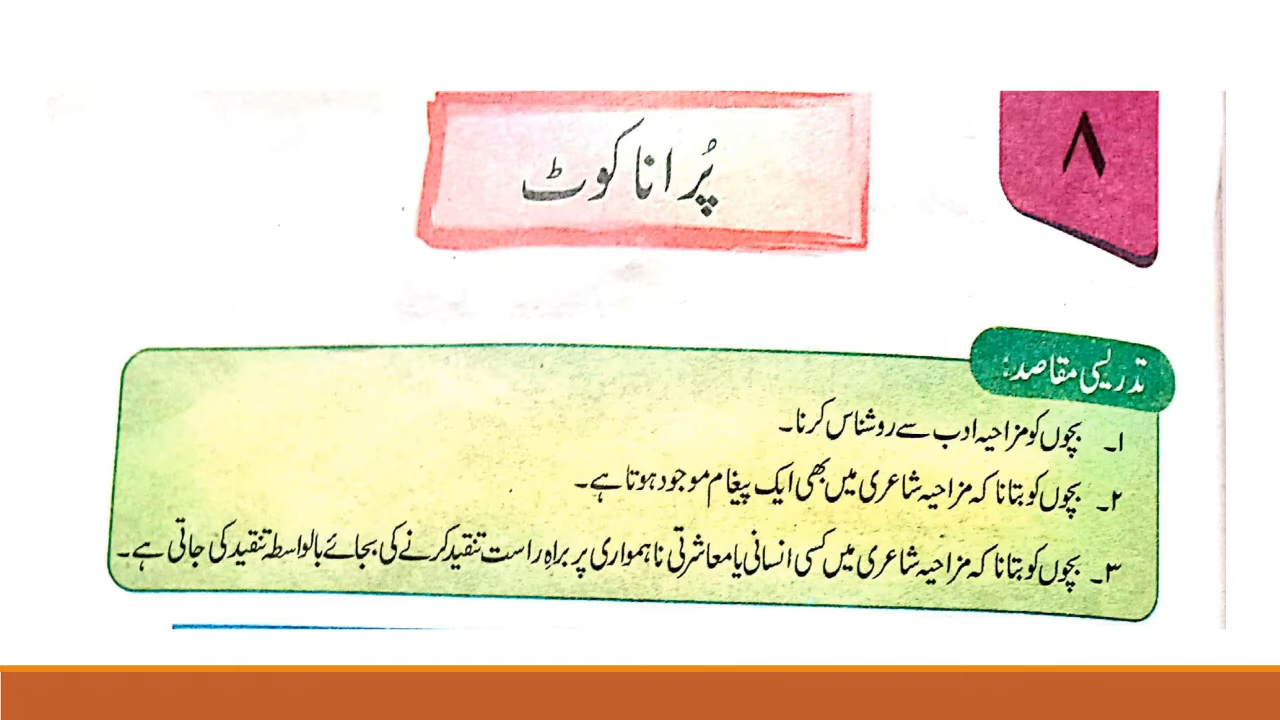 ۸
پُرانا کوٹ
تدریسی مقاصد:
۱۔ بچوں کو مزاحیہ ادب سے روشناس کرنا۔
۲۔ بچوں کو بتانا کہ مزاحیہ شاعری میں بھی ایک پیغام موجود ہوتا ہے۔
۳۔ بچوں کو بتانا کہ مزاحیہ شاعری میں کسی انسانی یا معاشرتی ناہمواری پر براہِ راست تنقید کرنے کی بجائے بالواسطہ تنقید کی جاتی ہے۔